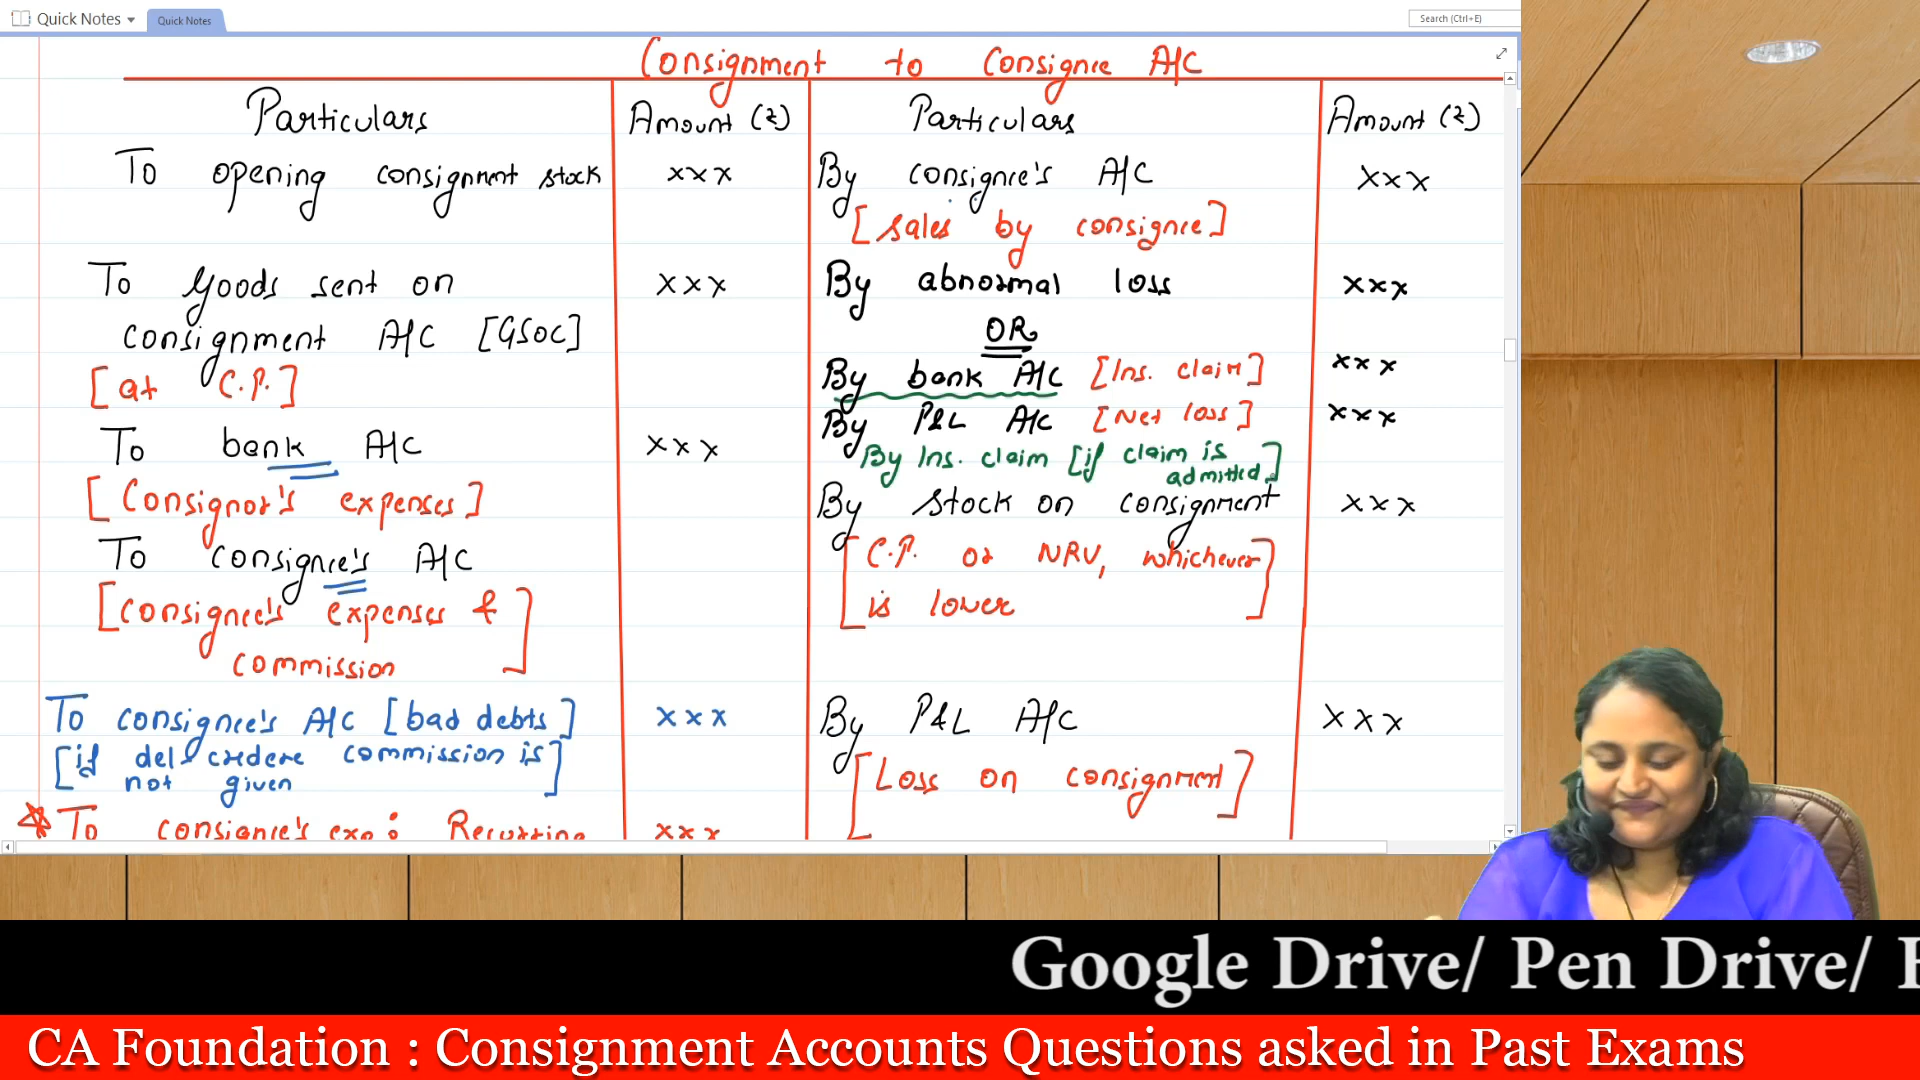 Quick Notes
Quick Notes
Search (Ctrl+E)
Consignment to Consignee A/C
Particulars Amount (₹) Particulars Amount (₹)
To opening consignment stock xxx
To Goods sent on xxx
consignment A/C [GSOC]
[at C.P.]
To bank A/C xxx
[Consignor's expenses]
To consignee's A/C
[Consignee's expenses &
commission
To consignee's A/C [bad debts] xxx
[if del credere commission is]
not given
To consignee's exp: Recurring xxx
By consignee's A/C xxx
[sales by consignee]
By abnormal loss xxx
OR
By bank A/C [Ins. claim] xxx
By P&L A/C [Net loss] xxx
By Ins. claim [if claim is
admitted]
By stock on consignment xxx
[C.P. or NRV, whichever]
is lower
By P&L A/C xxx
[Loss on consignment]
Google Drive/ Pen Drive/
CA Foundation : Consignment Accounts Questions asked in Past Exams